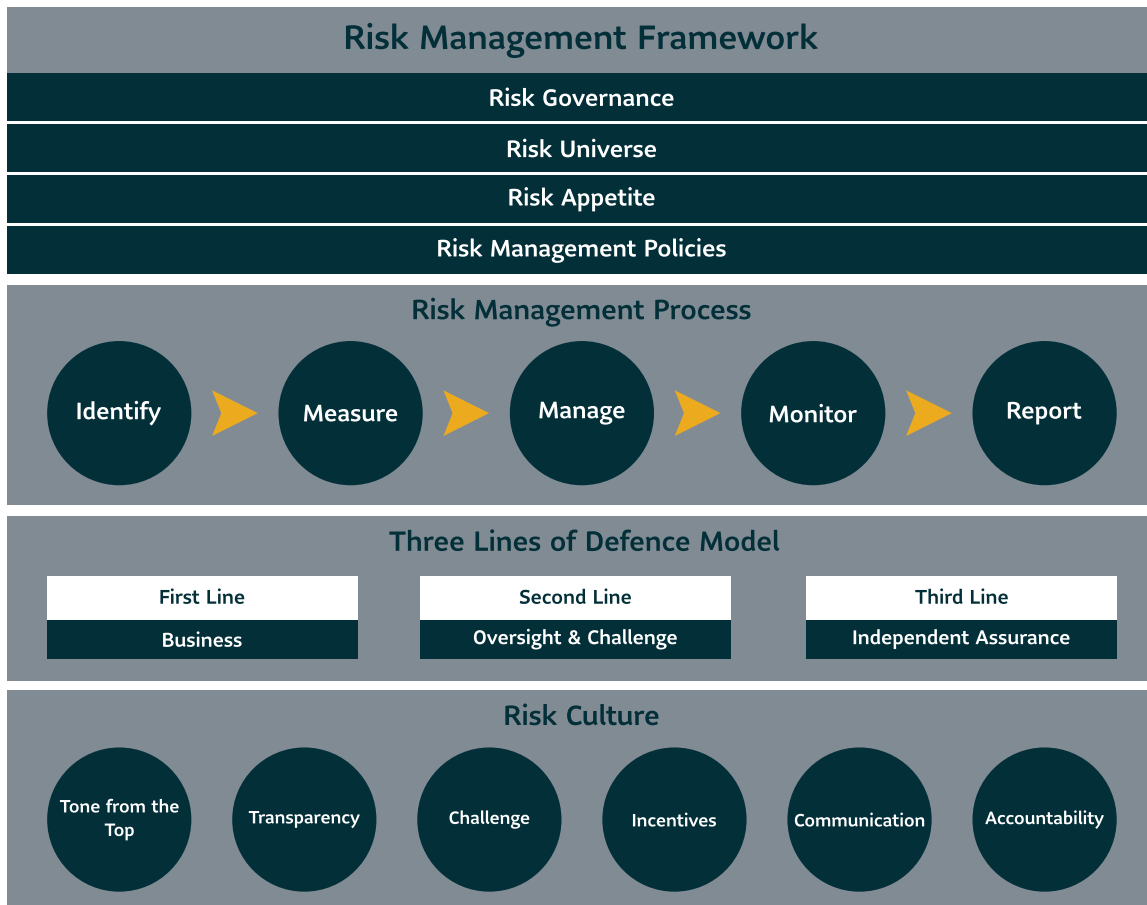 Risk Management Framework
Risk Governance
Risk Universe
Risk Appetite
Risk Management Policies
Risk Management Process
Identify
Measure
Manage
Monitor
Report
Three Lines of Defence Model
First Line
Business
Second Line
Oversight & Challenge
Third Line
Independent Assurance
Risk Culture
Tone from the
Top
Transparency
Challenge
Incentives
Communication
Accountability